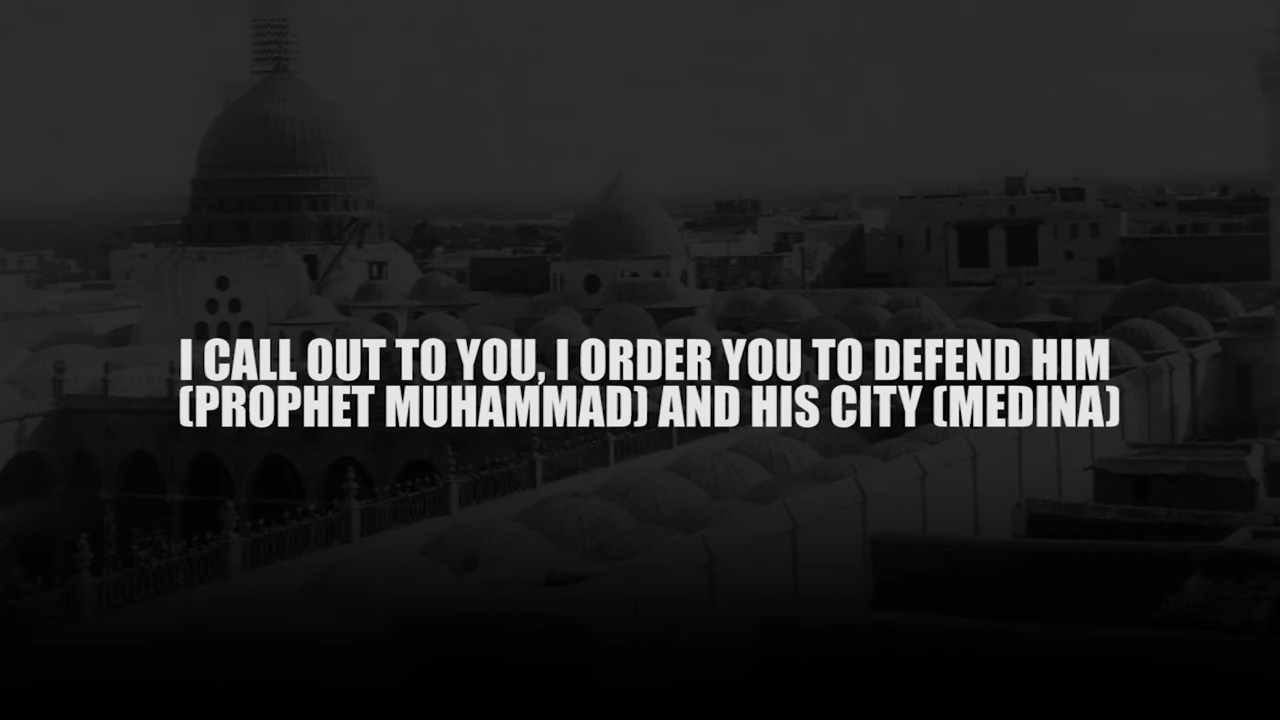 I CALL OUT TO YOU, I ORDER YOU TO DEFEND HIM
(PROPHET MUHAMMAD) AND HIS CITY (MEDINA)